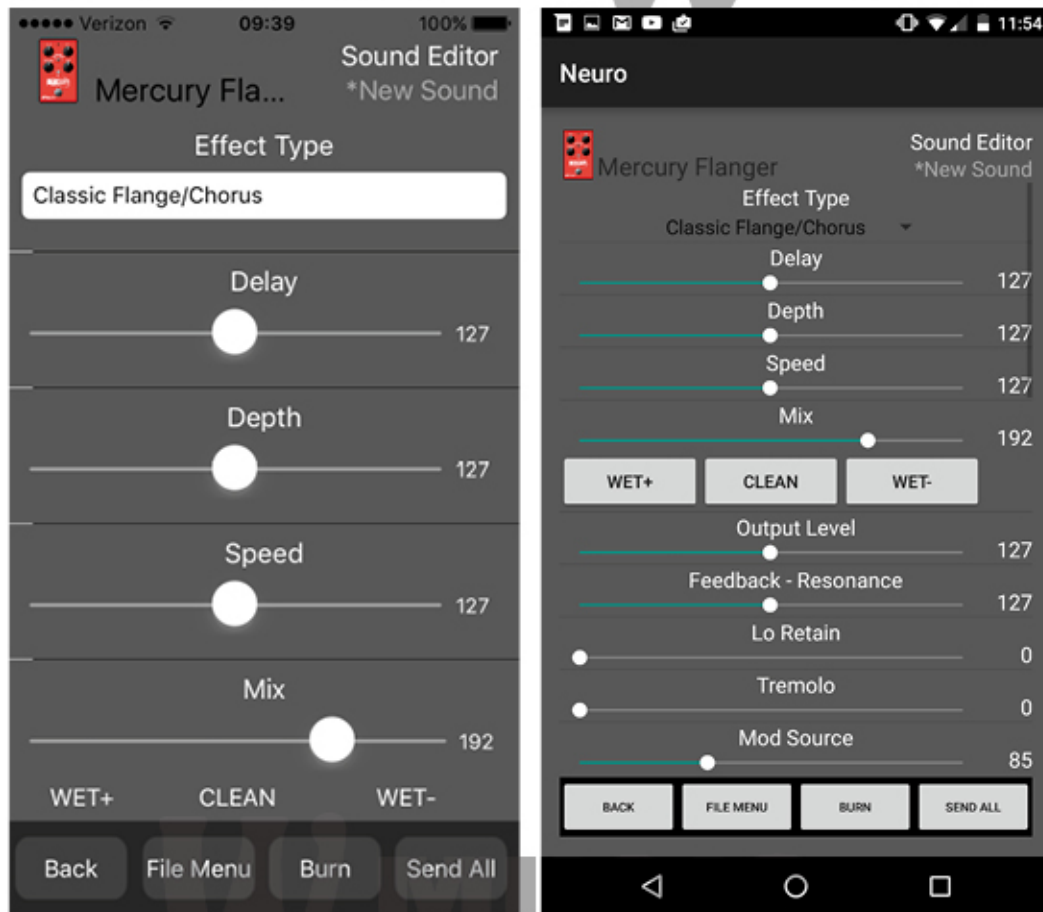 Verizon 09:39 100%
Sound Editor
Mercury Fla... *New Sound
Effect Type
Classic Flange/Chorus
Delay
127
Depth
127
Speed
127
Mix
192
WET+ CLEAN WET-
Back File Menu Burn Send All
11:54
Neuro
Sound Editor
Mercury Flanger *New Sound
Effect Type
Classic Flange/Chorus
Delay
127
Depth
127
Speed
127
Mix
192
WET+ CLEAN WET-
Output Level
127
Feedback - Resonance
127
Lo Retain
0
Tremolo
0
Mod Source
85
BACK FILE MENU BURN SEND ALL